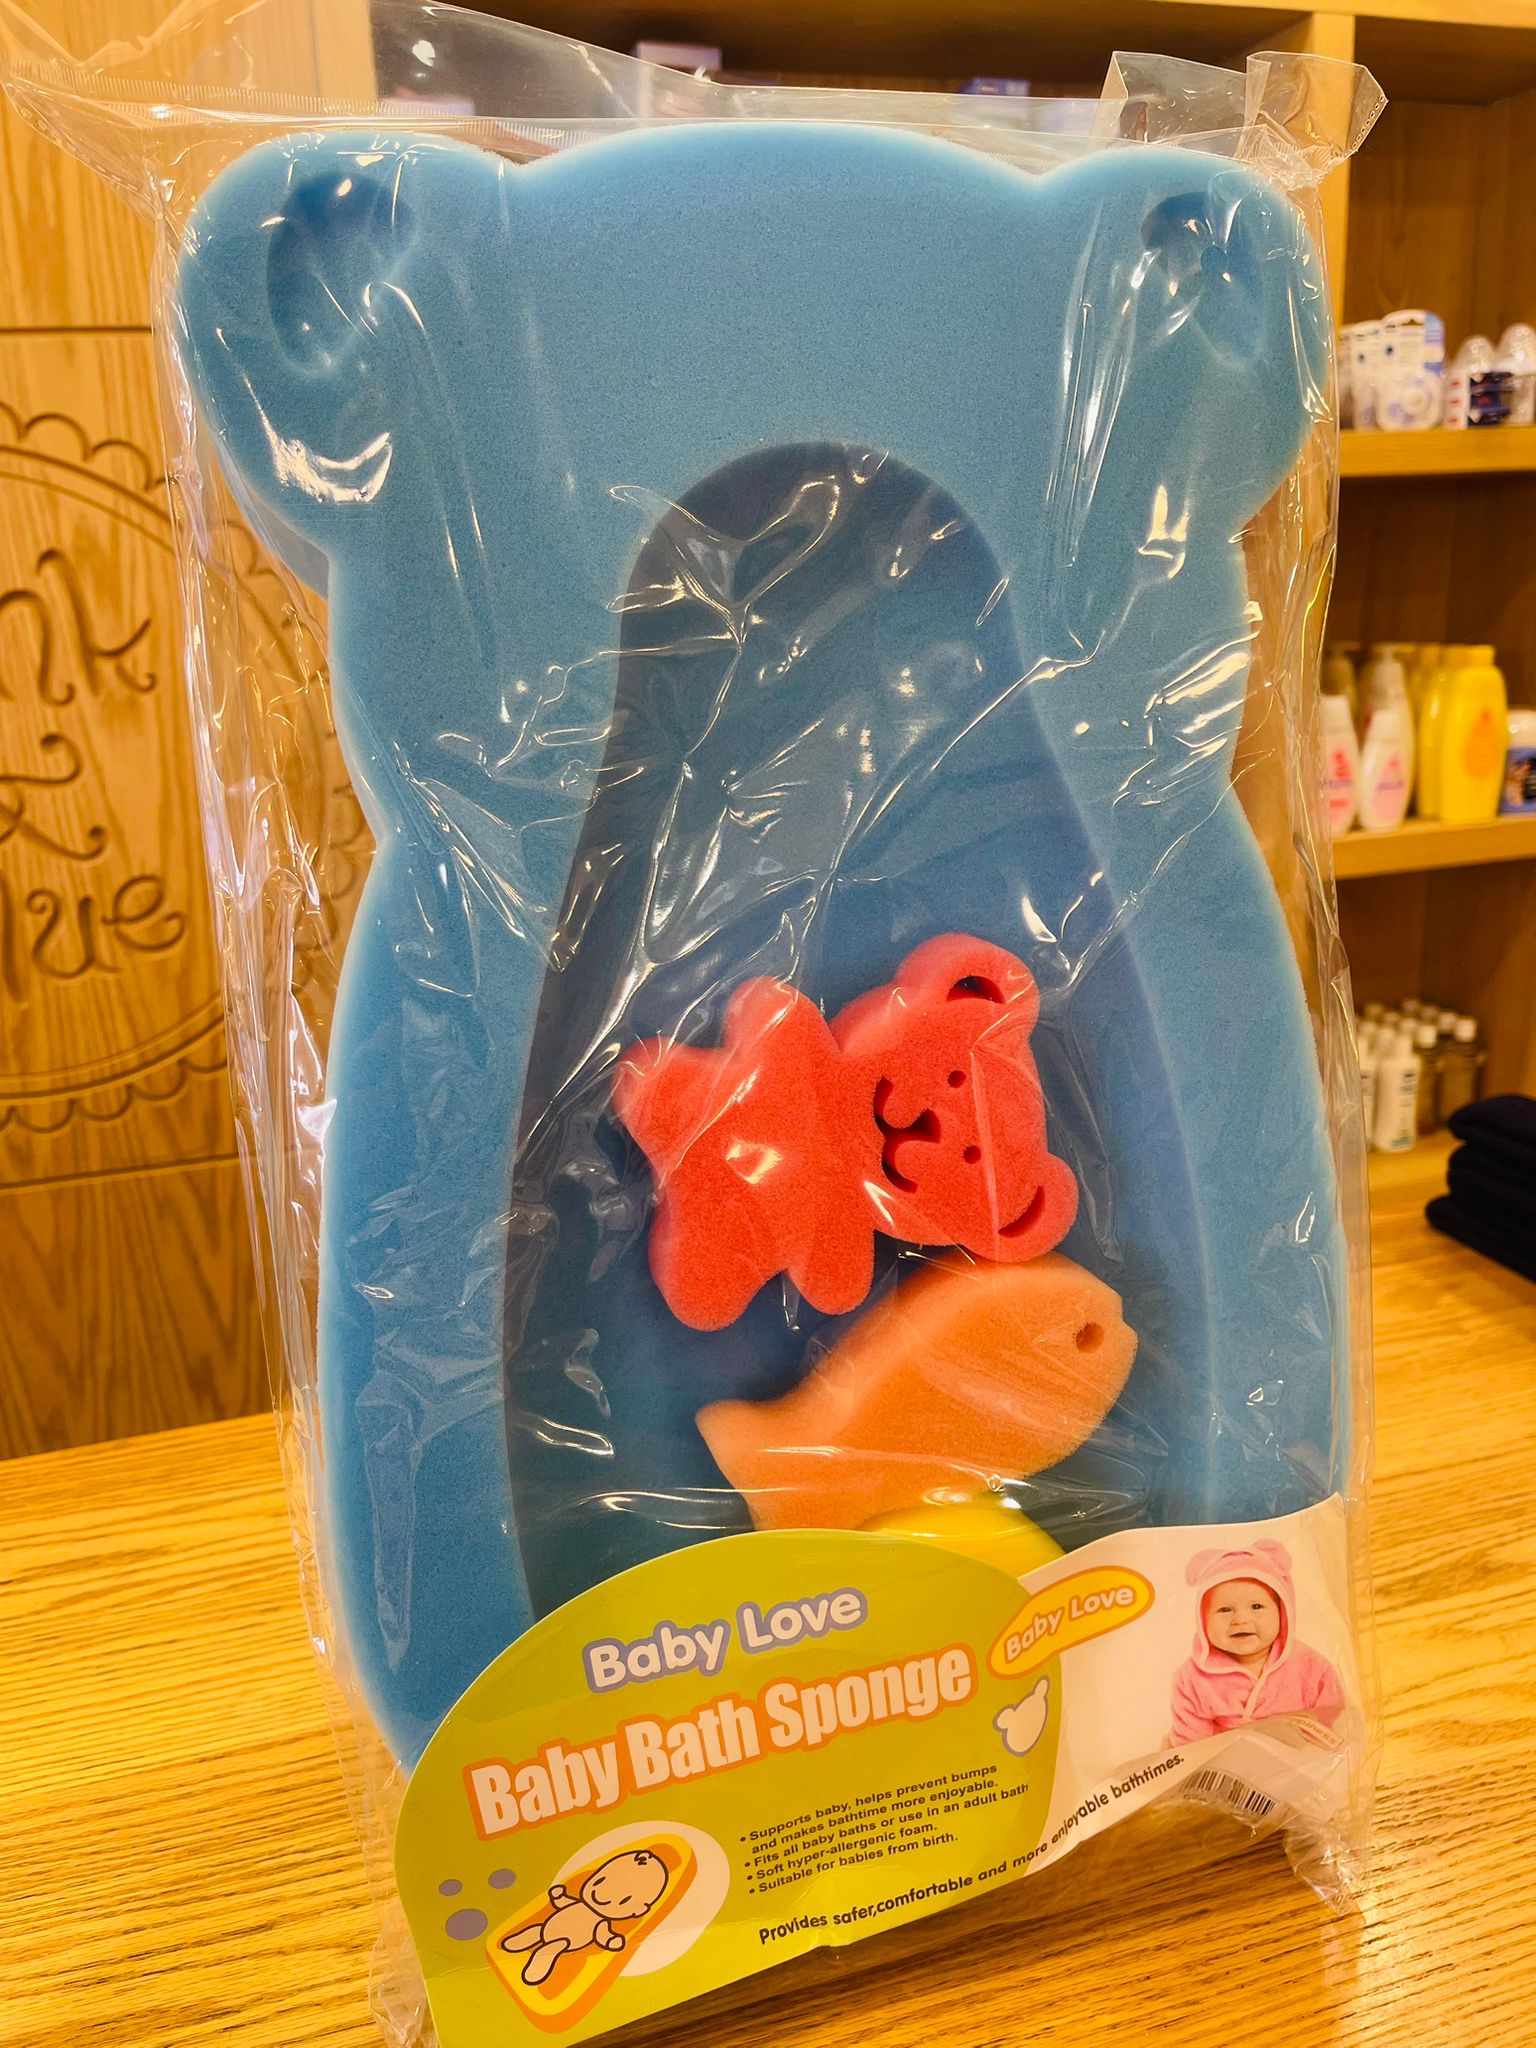 Baby Love
Baby Bath Sponge
• Supports baby, helps prevent bumps
and makes bathtime more enjoyable.
• Fits all baby baths or use in an adult bath
• Soft hyper-allergenic foam.
• Suitable for babies from birth.
Provides safer,comfortable and more enjoyable bathtimes.
Baby Love